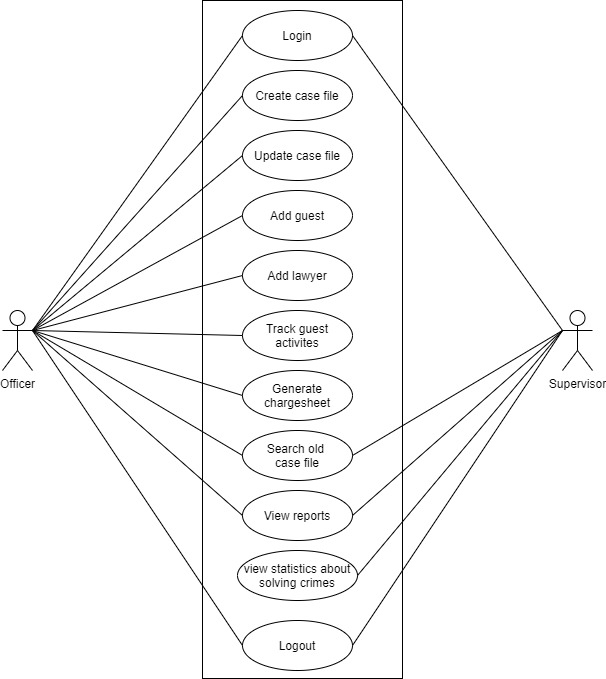 Login
Create case file
Update case file
Add guest
Add lawyer
Track guest
activites
Generate
chargesheet
Search old
case file
View reports
view statistics about
solving crimes
Logout
Officer
Supervisor